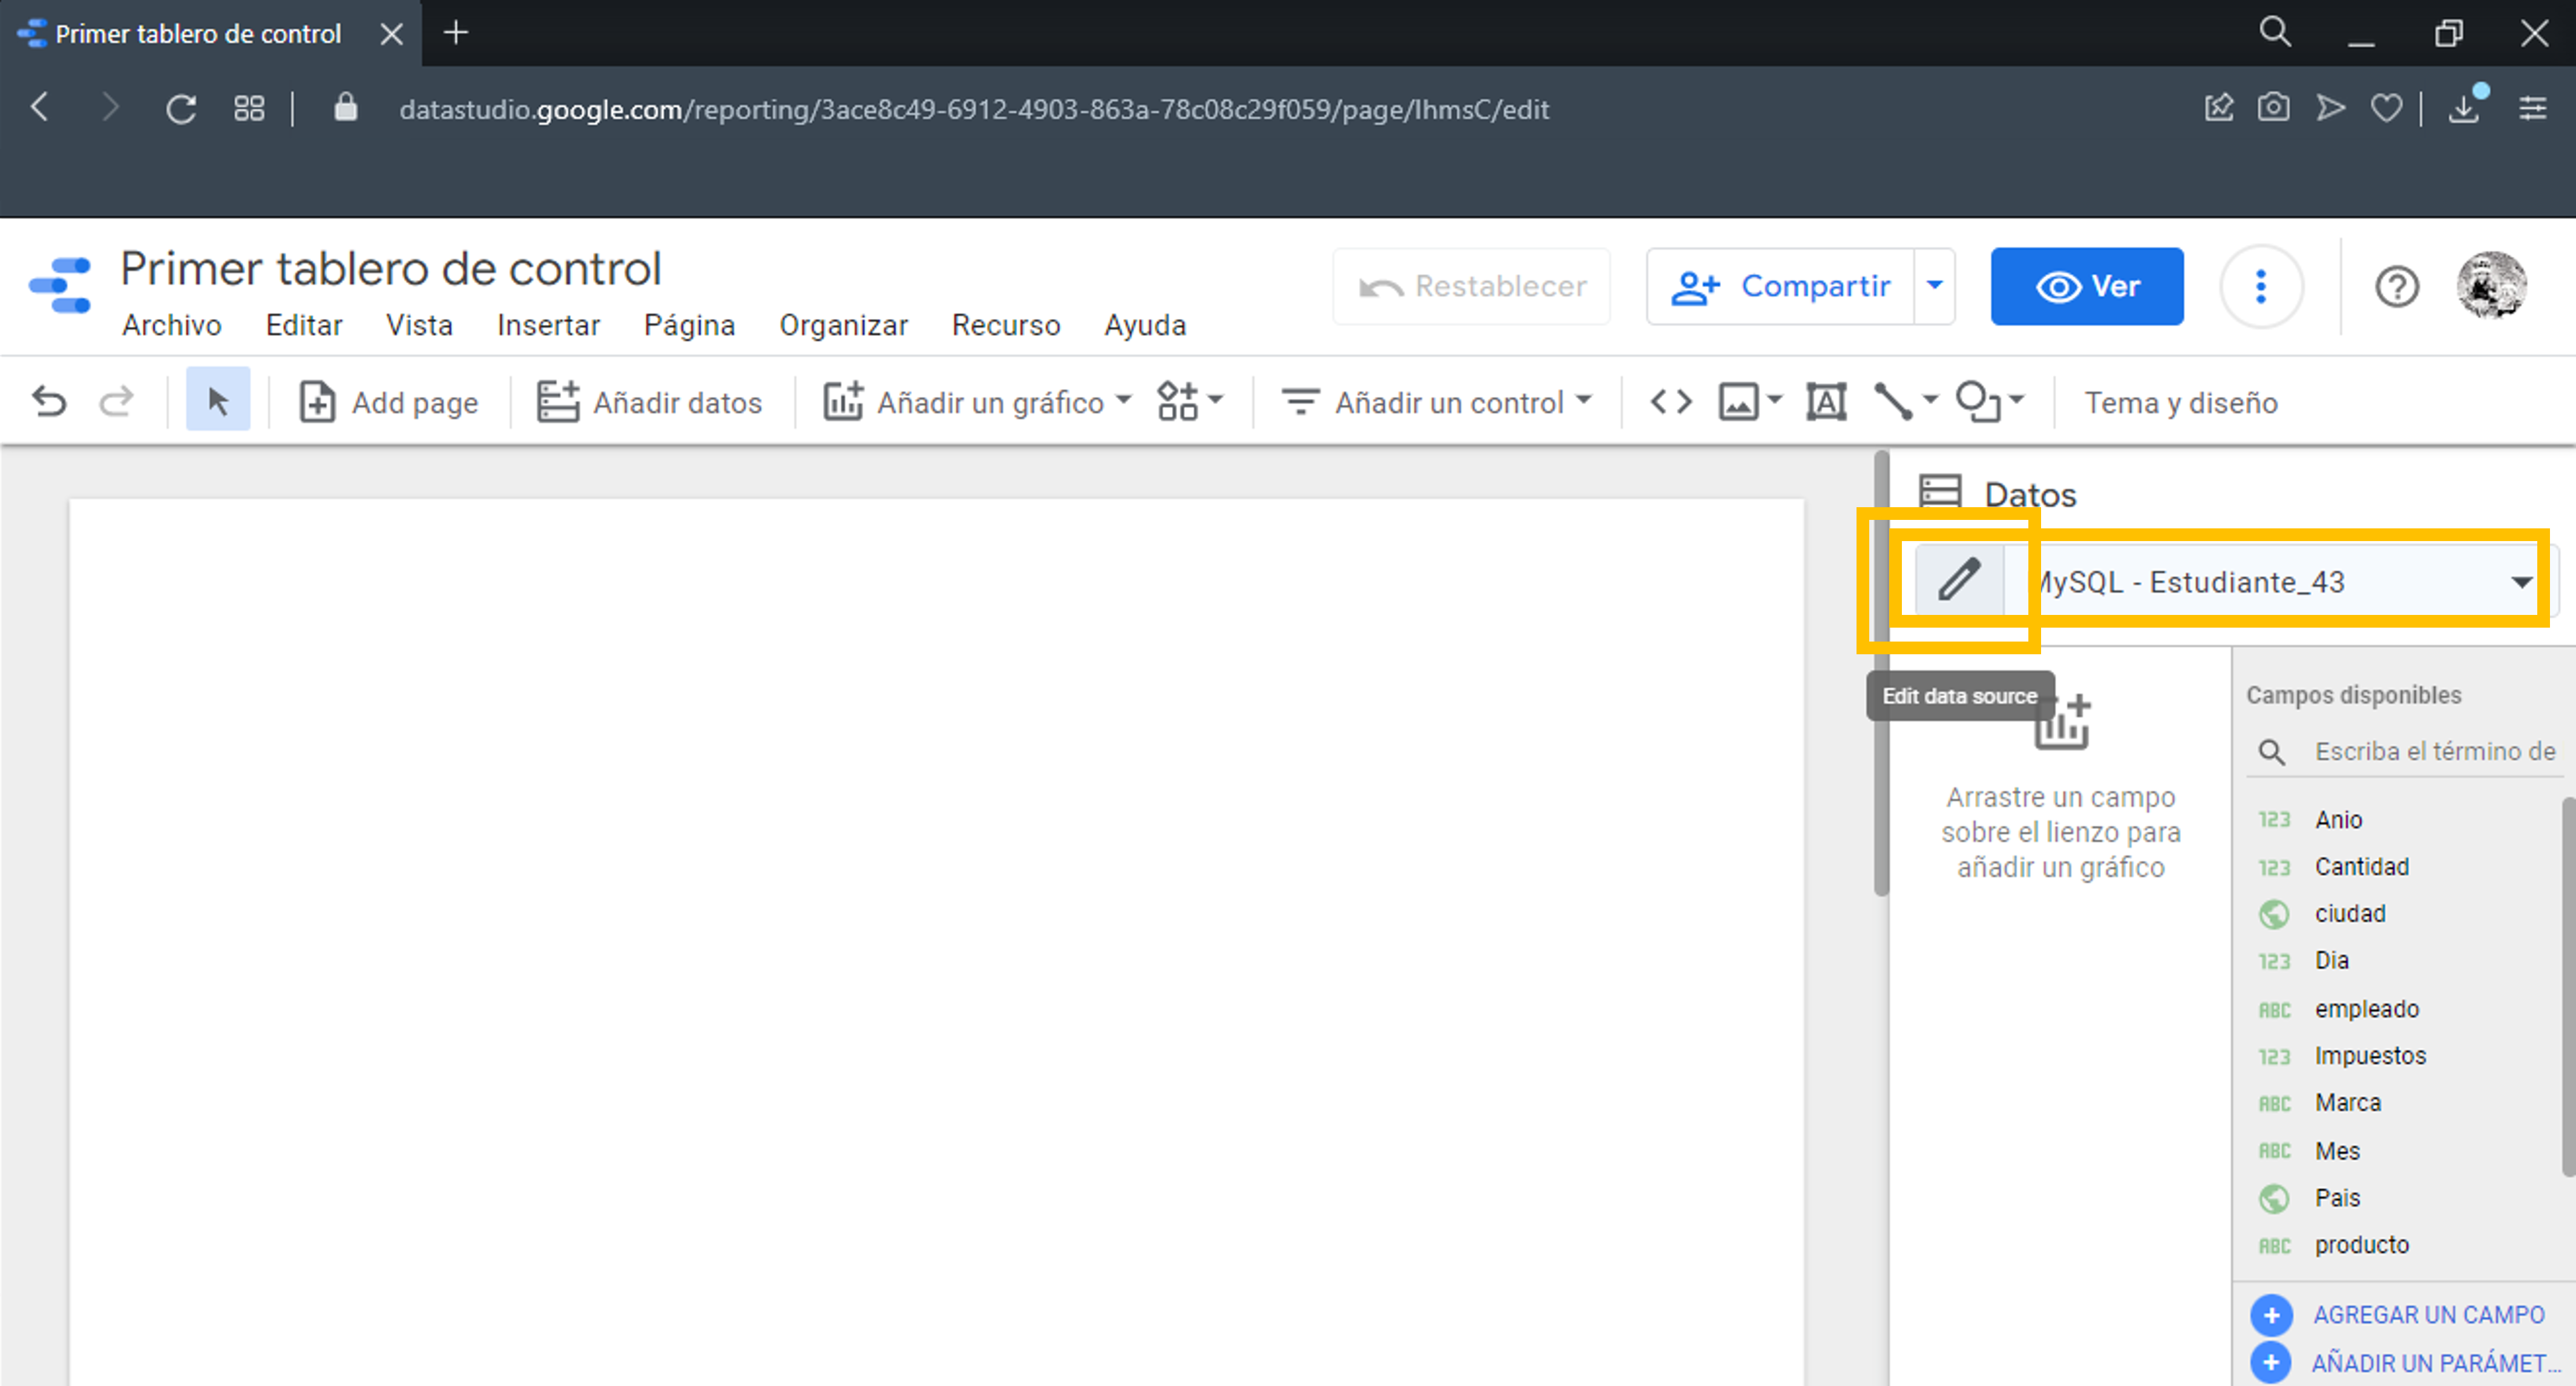 Primer tablero de control
datastudio.google.com/reporting/3ace8c49-6912-4903-863a-78c08c29f059/page/IhmsC/edit
Primer tablero de control
Archivo Editar Vista Insertar Página Organizar Recurso Ayuda
Restablecer Compartir Ver
Add page Añadir datos Añadir un gráfico Añadir un control Tema y diseño
Datos
MySQL - Estudiante_43
Edit data source
Arrastre un campo
sobre el lienzo para
añadir un gráfico
Campos disponibles
Escriba el término de
123 Anio
123 Cantidad
ciudad
123 Dia
ABC empleado
123 Impuestos
ABC Marca
ABC Mes
Pais
ABC producto
AGREGAR UN CAMPO
AÑADIR UN PARÁMET...